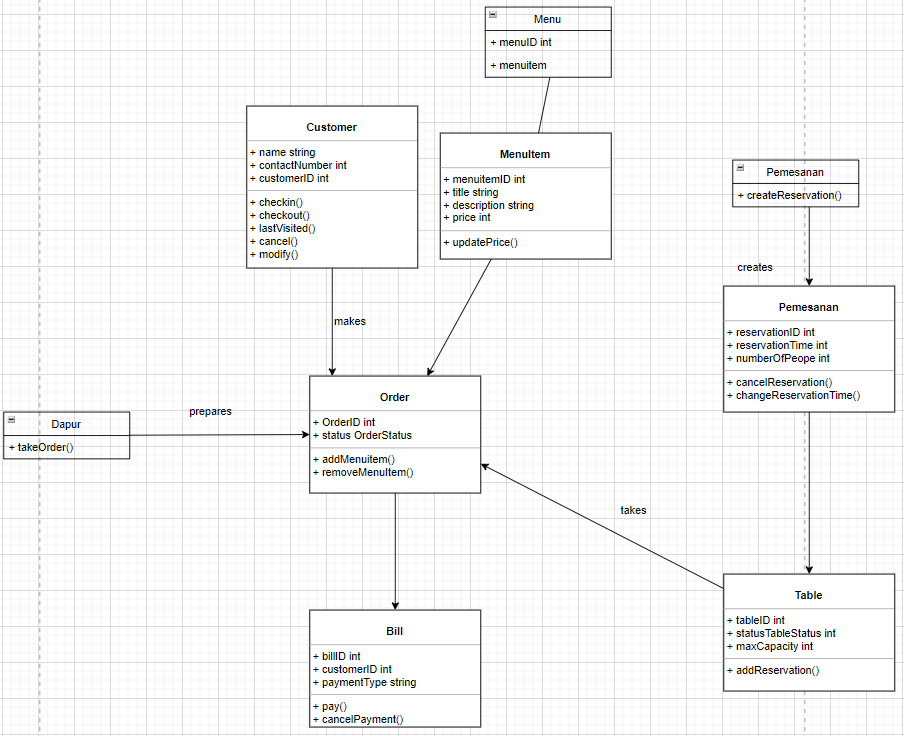 Menu
+ menuID int
+ menuitem
Customer
+ name string
+ contactNumber int
+ customerID int
+ checkin()
+ checkout()
+ lastVisited()
+ cancel()
+ modify()
MenuItem
+ menuitemID int
+ title string
+ description string
+ price int
+ updatePrice()
Pemesanan
+ createReservation()
creates
Pemesanan
+ reservationID int
+ reservationTime int
+ numberOfPeope int
+ cancelReservation()
+ changeReservationTime()
makes
Order
+ OrderID int
+ status OrderStatus
+ addMenuitem()
+ removeMenuItem()
prepares
Dapur
+ takeOrder()
takes
Table
+ tableID int
+ statusTableStatus int
+ maxCapacity int
+ addReservation()
Bill
+ billID int
+ customerID int
+ paymentType string
+ pay()
+ cancelPayment()